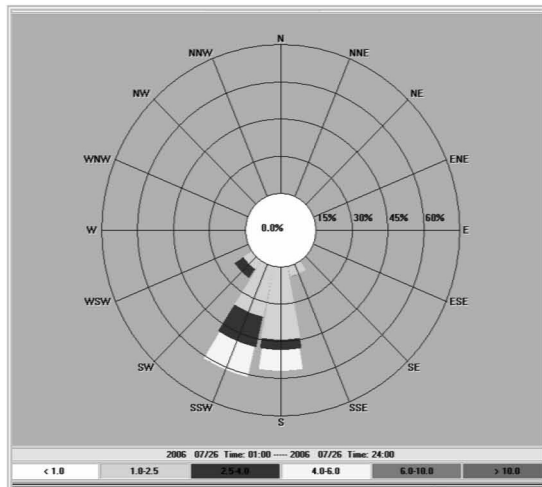 N
NNW NNE
NW NE
WNW ENE
0.0% 15% 30% 45% 60%
W E
WSW ESE
SW SE
SSW SSE
S
2006 07/26 Time: 01:00 ---- 2006 07/26 Time: 24:00
< 1.0 1.0-2.5 2.5-4.0 4.0-6.0 6.0-10.0 > 10.0